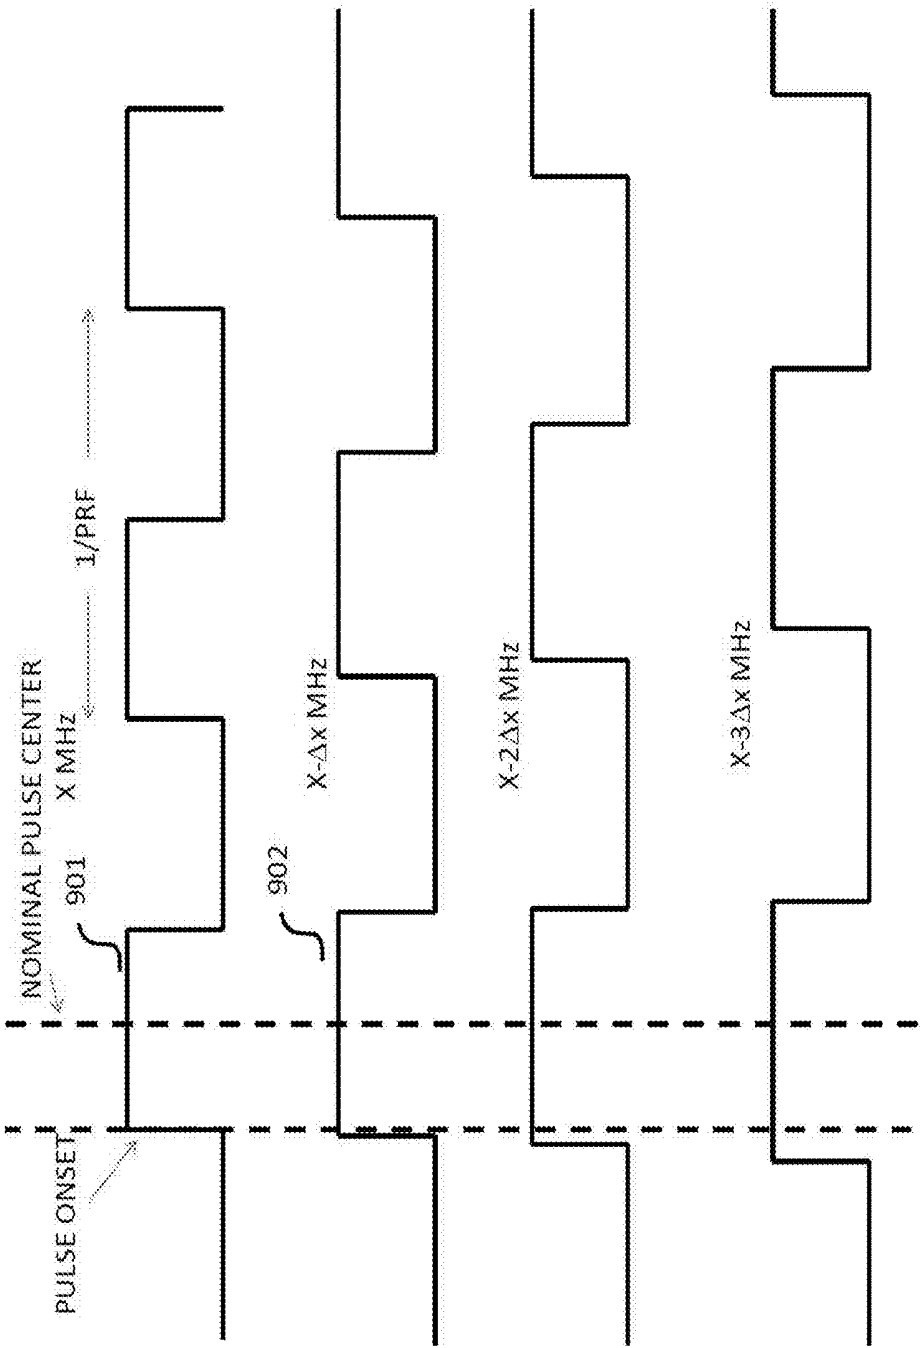 PULSE ONSET
NOMINAL PULSE CENTER
901
X MHz
1/PRF
902
X-Δx MHz
X-2Δx MHz
X-3Δx MHz